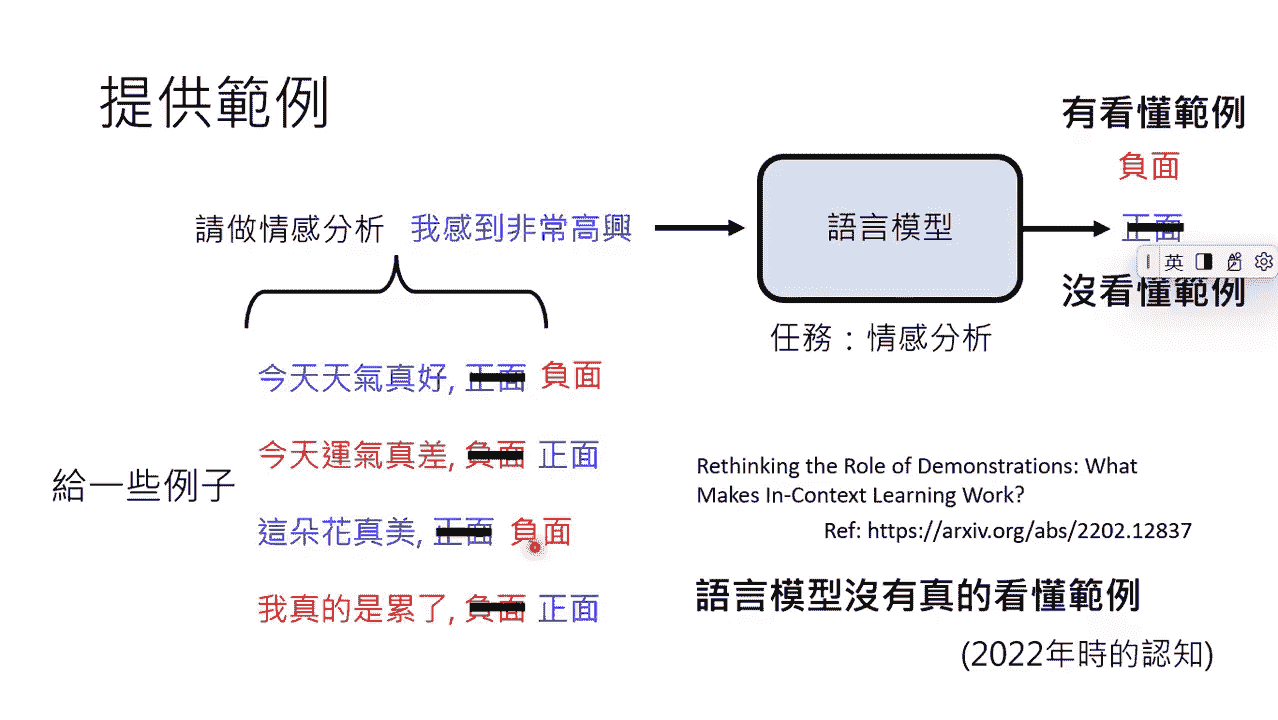 提供範例
有看懂範例
負面
請做情感分析 我感到非常高興
語言模型
正面
英
沒看懂範例
任務：情感分析
給一些例子
今天天氣真好, 正面 負面
今天運氣真差, 負面 正面
這朵花真美, 正面 負面
我真的是累了, 負面 正面
Rethinking the Role of Demonstrations: What
Makes In-Context Learning Work?
Ref: https://arxiv.org/abs/2202.12837
語言模型沒有真的看懂範例
(2022年時的認知)